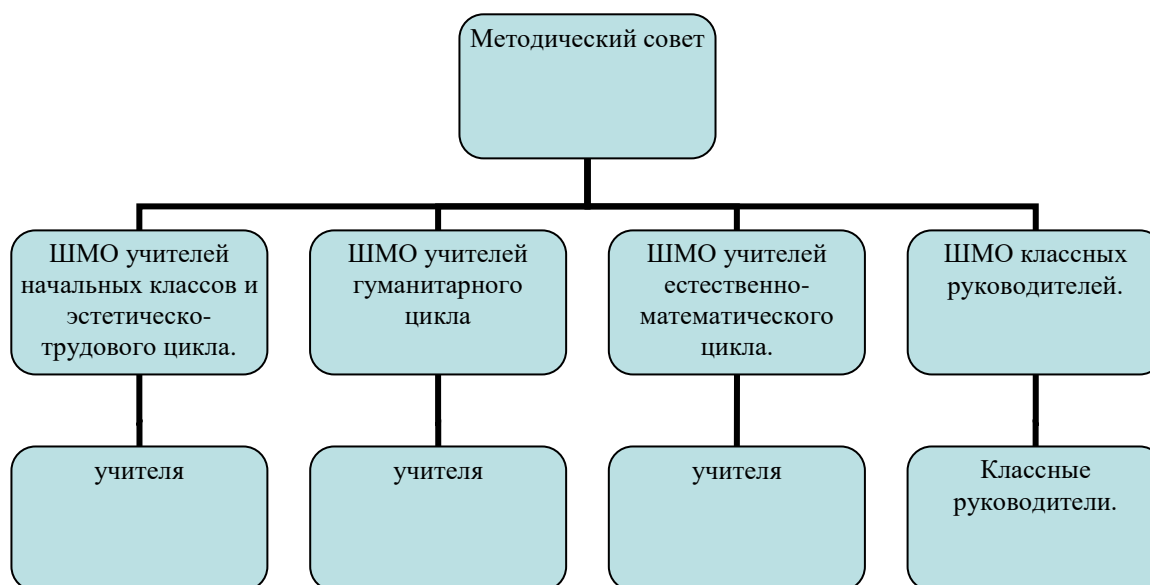 Методический совет
ШМО учителей
начальных классов и
эстетическо-
трудового цикла.
ШМО учителей
гуманитарного
цикла
ШМО учителей
естественно-
математического
цикла.
ШМО классных
руководителей.
учителя
учителя
учителя
Классные
руководители.